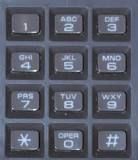 1 ABC 2 DEF 3
GHI 4 JKL 5 MNO 6
PRS 7 TUV 8 WXY 9
* OPER 0 #